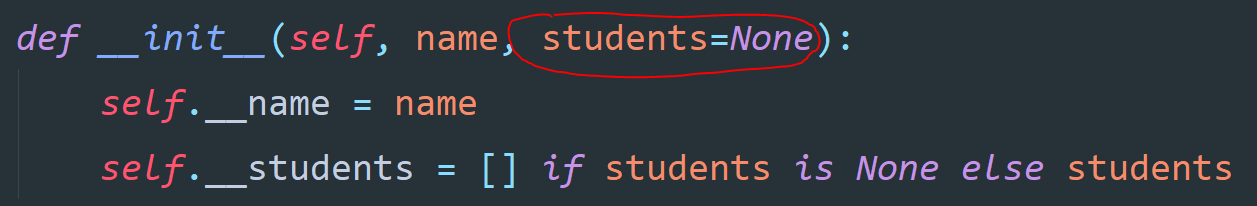 def __init__(self, name, students=None):
    self.__name = name
    self.__students = [] if students is None else students